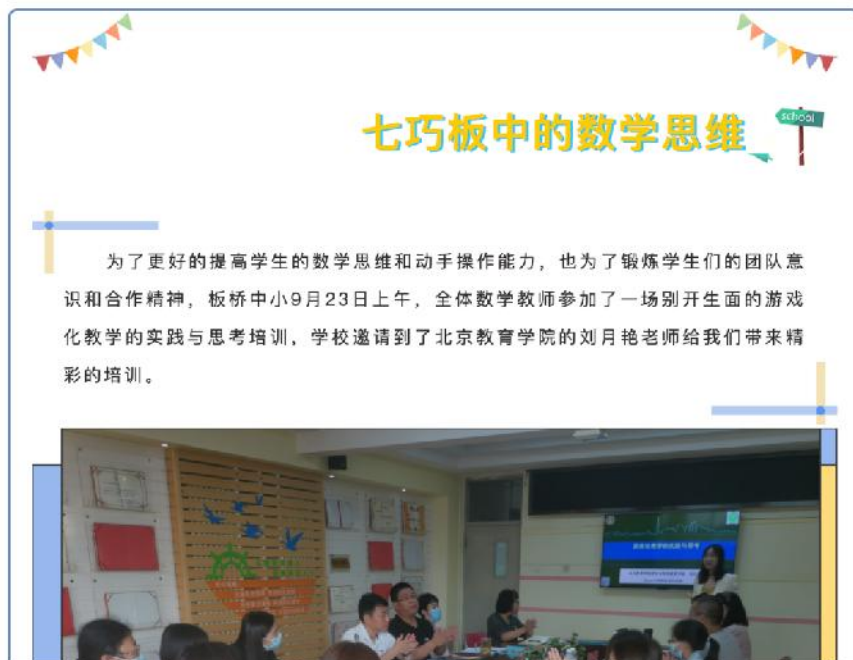 七巧板中的数学思维
school
为了更好的提高学生的数学思维和动手操作能力，也为了锻炼学生们的团队意
识和合作精神，板桥中小9月23日上午，全体数学教师参加了一场别开生面的游戏
化教学的实践与思考培训，学校邀请到了北京教育学院的刘月艳老师给我们带来精
彩的培训。